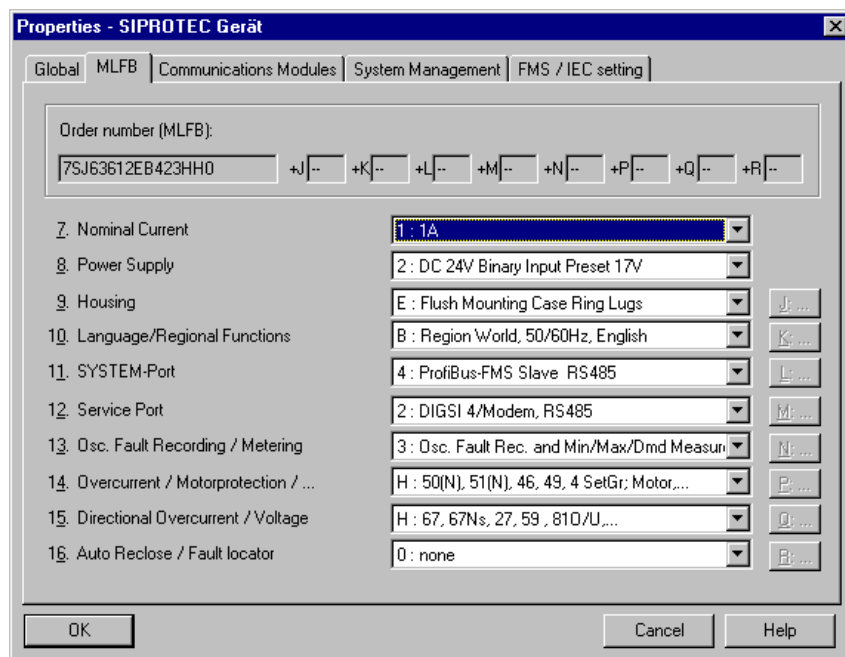 Properties - SIPROTEC Gerät
Global MLFB Communications Modules System Management FMS / IEC setting
Order number (MLFB):
7SJ63612EB423HH0 +J -- +K -- +L -- +M -- +N -- +P -- +Q -- +R --
7. Nominal Current 1 : 1A
8. Power Supply 2 : DC 24V Binary Input Preset 17V
9. Housing E : Flush Mounting Case Ring Lugs J: ...
10. Language/Regional Functions B : Region World, 50/60Hz, English K: ...
11. SYSTEM-Port 4 : ProfiBus-FMS Slave RS485 L: ...
12. Service Port 2 : DIGSI 4/Modem, RS485 M: ...
13. Osc. Fault Recording / Metering 3 : Osc. Fault Rec. and Min/Max/Dmd Measur N: ...
14. Overcurrent / Motorprotection / ... H : 50(N), 51(N), 46, 49, 4 SetGr; Motor,... P: ...
15. Directional Overcurrent / Voltage H : 67, 67Ns, 27, 59 , 81O/U,... Q: ...
16. Auto Reclose / Fault locator 0 : none R: ...
OK Cancel Help